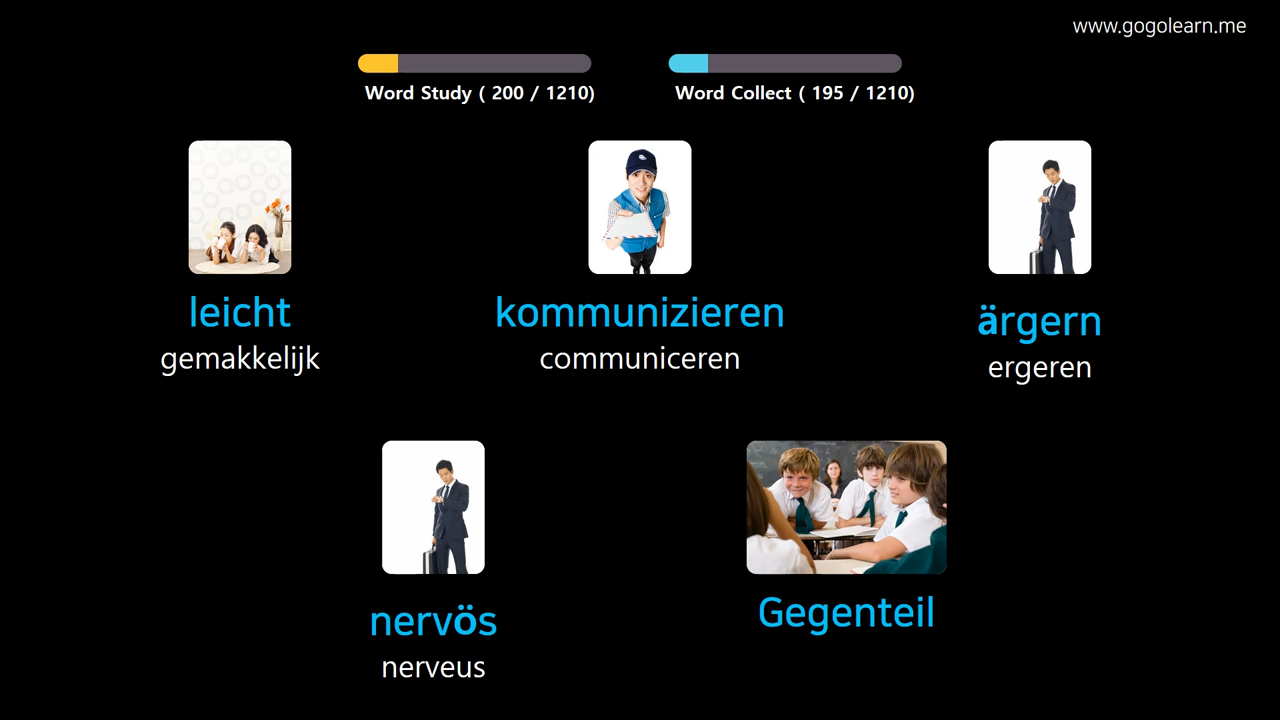 www.gogolearn.me
Word Study ( 200 / 1210)
Word Collect ( 195 / 1210)
leicht
gemakkelijk
kommunizieren
communiceren
ärgern
ergeren
nervös
nerveus
Gegenteil